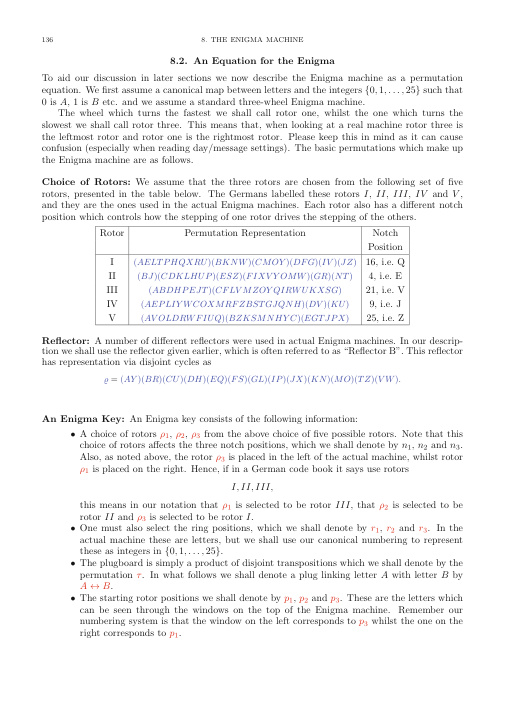 136
8. THE ENIGMA MACHINE
8.2. An Equation for the Enigma
To aid our discussion in later sections we now describe the Enigma machine as a permutation
equation. We first assume a canonical map between letters and the integers {0, 1, . . . , 25} such that
0 is A, 1 is B etc. and we assume a standard three-wheel Enigma machine.
The wheel which turns the fastest we shall call rotor one, whilst the one which turns the
slowest we shall call rotor three. This means that, when looking at a real machine rotor three is
the leftmost rotor and rotor one is the rightmost rotor. Please keep this in mind as it can cause
confusion (especially when reading day/message settings). The basic permutations which make up
the Enigma machine are as follows.
Choice of Rotors: We assume that the three rotors are chosen from the following set of five
rotors, presented in the table below. The Germans labelled these rotors I, II, III, IV and V,
and they are the ones used in the actual Enigma machines. Each rotor also has a different notch
position which controls how the stepping of one rotor drives the stepping of the others.
Rotor Permutation Representation Notch
Position
I (AELTPHQXRU)(BKNW)(CMOY)(DFG)(IV)(JZ) 16, i.e. Q
II (BJ)(CDKLHUP)(ESZ)(FIXVYOMW)(GR)(NT) 4, i.e. E
III (ABDHPEJT)(CFLVMZOYQIRWUKXSG) 21, i.e. V
IV (AEPLIYWCOXMRFZBSTGJQNH)(DV)(KU) 9, i.e. J
V (AVOLDRWFIUQ)(BZKSMNHYC)(EGTJPX) 25, i.e. Z
Reflector: A number of different reflectors were used in actual Enigma machines. In our descrip-
tion we shall use the reflector given earlier, which is often referred to as “Reflector B”. This reflector
has representation via disjoint cycles as
ϱ = (AY)(BR)(CU)(DH)(EQ)(FS)(GL)(IP)(JX)(KN)(MO)(TZ)(VW).
An Enigma Key: An Enigma key consists of the following information:
• A choice of rotors ρ₁, ρ₂, ρ₃ from the above choice of five possible rotors. Note that this
choice of rotors affects the three notch positions, which we shall denote by n₁, n₂ and n₃.
Also, as noted above, the rotor ρ₃ is placed in the left of the actual machine, whilst rotor
ρ₁ is placed on the right. Hence, if in a German code book it says use rotors
I, II, III,
this means in our notation that ρ₁ is selected to be rotor III, that ρ₂ is selected to be
rotor II and ρ₃ is selected to be rotor I.
• One must also select the ring positions, which we shall denote by r₁, r₂ and r₃. In the
actual machine these are letters, but we shall use our canonical numbering to represent
these as integers in {0, 1, . . . , 25}.
• The plugboard is simply a product of disjoint transpositions which we shall denote by the
permutation τ. In what follows we shall denote a plug linking letter A with letter B by
A ↔ B.
• The starting rotor positions we shall denote by p₁, p₂ and p₃. These are the letters which
can be seen through the windows on the top of the Enigma machine. Remember our
numbering system is that the window on the left corresponds to p₃ whilst the one on the
right corresponds to p₁.